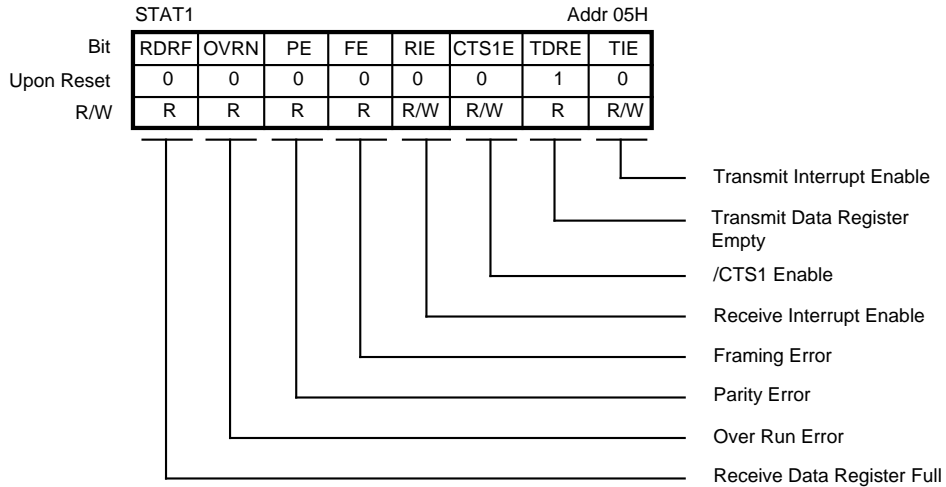 STAT1 Addr 05H
Bit RDRF OVRN PE FE RIE CTS1E TDRE TIE
Upon Reset 0 0 0 0 0 0 1 0
R/W R R R R R/W R/W R R/W
Transmit Interrupt Enable
Transmit Data Register
Empty
/CTS1 Enable
Receive Interrupt Enable
Framing Error
Parity Error
Over Run Error
Receive Data Register Full